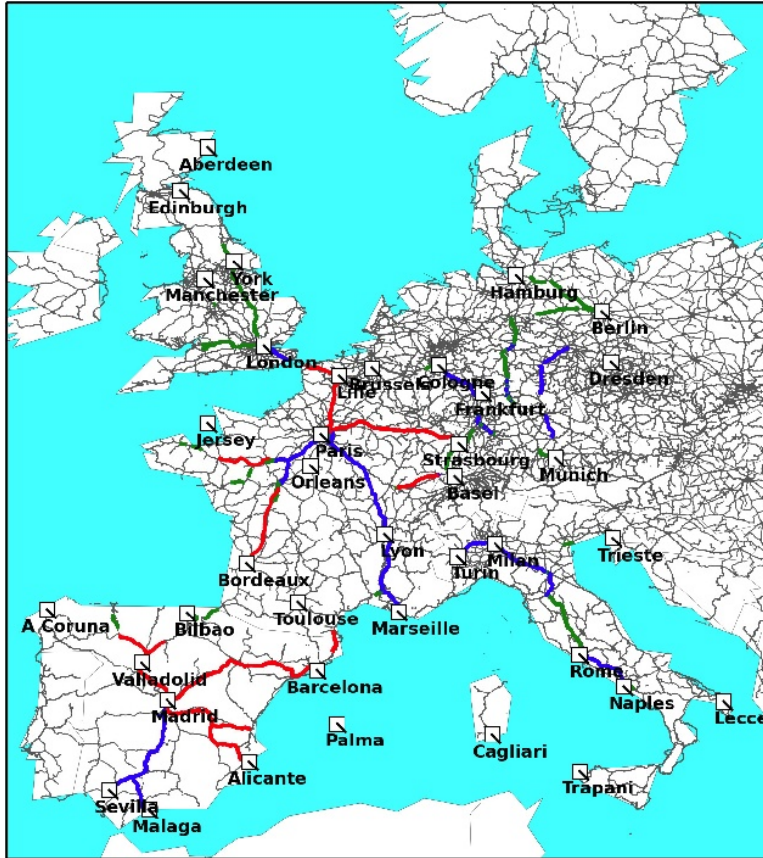 Aberdeen
Edinburgh
York
Manchester
Hamburg
Berlin
London
Brussels
Cologne
Dresden
Lille
Frankfurt
Jersey
Paris
Strasbourg
Munich
Orleans
Basel
Lyon
Milan
Trieste
Turin
Bordeaux
A Coruna
Bilbao
Toulouse
Marseille
Valladolid
Barcelona
Rome
Madrid
Naples
Lecce
Palma
Cagliari
Alicante
Trapani
Sevilla
Malaga